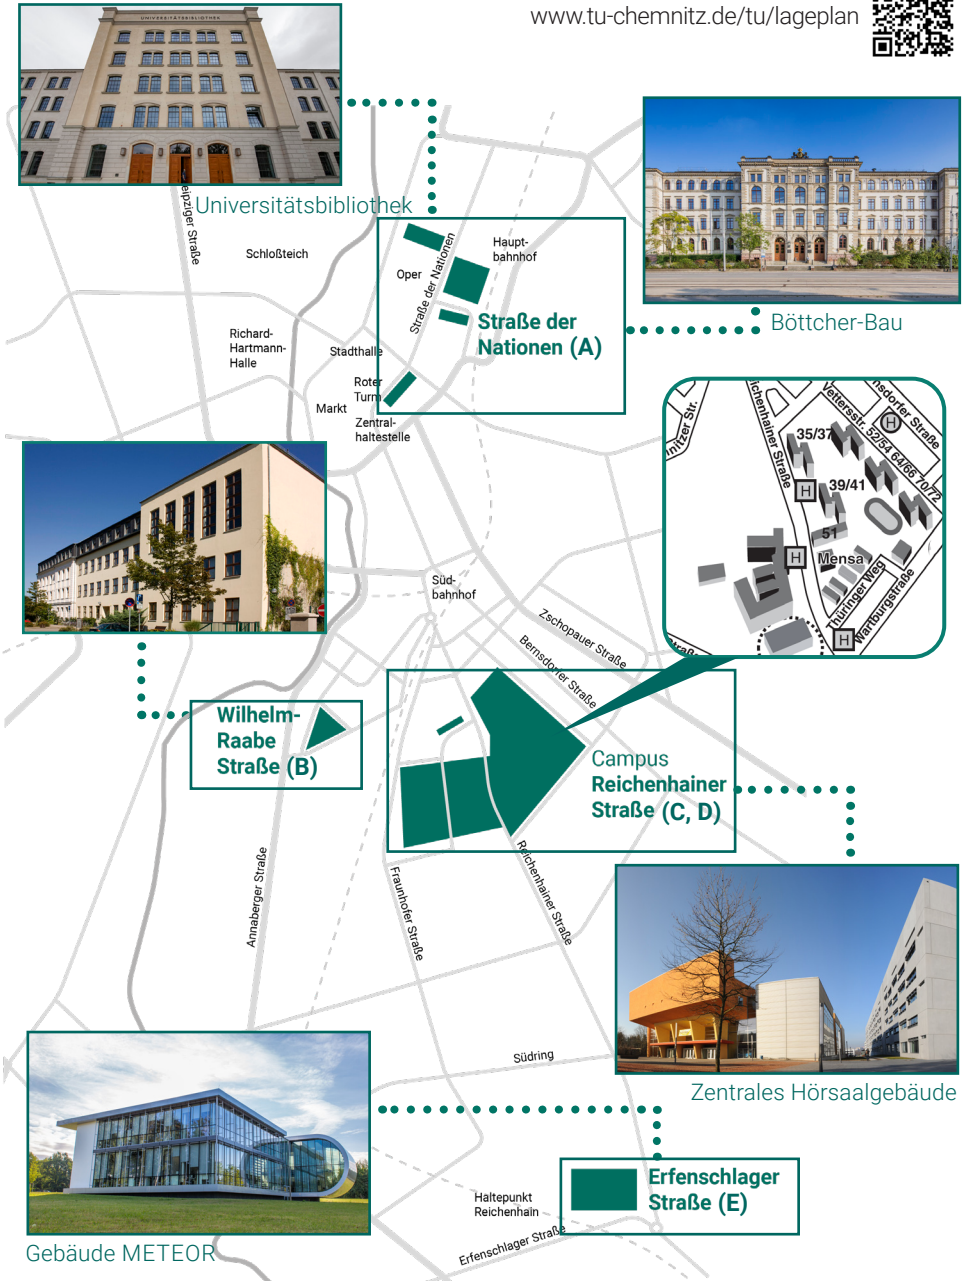 www.tu-chemnitz.de/tu/lageplan
UNIVERSITÄTSBIBLIOTHEK
Universitätsbibliothek
Leipziger Straße
Schloßteich
Haupt-
bahnhof
Oper
Straße der Nationen
Straße der
Nationen (A)
Böttcher-Bau
Richard-
Hartmann-
Halle
Stadthalle
Roter
Turm
Markt
Zentral-
haltestelle
Reichenhainer Straße
Vettersstr. 52/54 64/66 70/72
35/37
H
39/41
H
51
Mensa
H
Thüringer Weg
Wartburgstraße
H
Süd-
bahnhof
Zschopauer Straße
Bernsdorfer Straße
Wilhelm-
Raabe
Straße (B)
Campus
Reichenhainer
Straße (C, D)
Annaberger Straße
Fraunhofer Straße
Reichenhainer Straße
Südring
Zentrales Hörsaalgebäude
Erfenschlager
Straße (E)
Haltepunkt
Reichenhain
Erfenschlager Straße
Gebäude METEOR